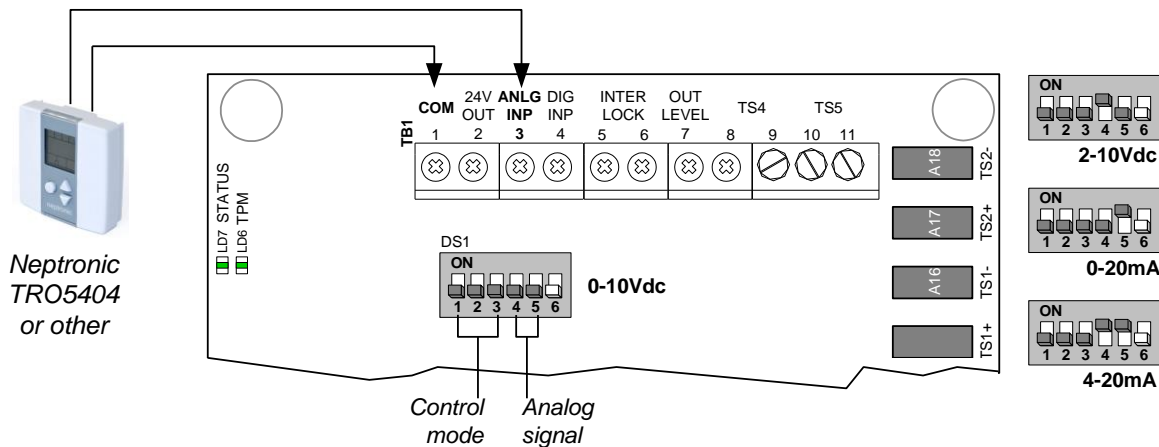 COM
24V
OUT
ANLG
INP
DIG
INP
INTER
LOCK
OUT
LEVEL
TS4
TS5
TB1
1 2 3 4 5 6 7 8 9 10 11
LD7 STATUS
LD6 TPM
Neptronic
TRO5404
or other
DS1
ON
1 2 3 4 5 6
0-10Vdc
Control
mode
Analog
signal
A18
TS2-
A17
TS2+
A16
TS1-
TS1+
ON
1 2 3 4 5 6
2-10Vdc
ON
1 2 3 4 5 6
0-20mA
ON
1 2 3 4 5 6
4-20mA